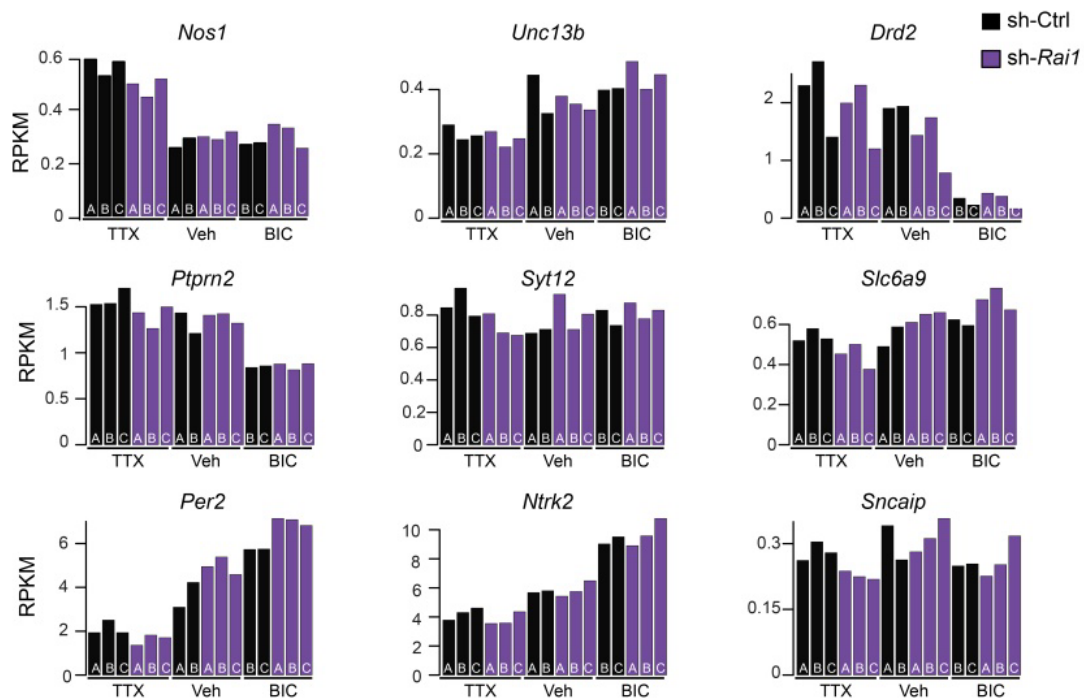 sh-Ctrl
sh-Rai1
Nos1
Unc13b
Drd2
RPKM
0.6
0.4
0.2
0
A B C A B C A B A B C B C A B C
TTX Veh BIC
0.6
0.4
0.2
0
A B C A B C A B A B C B C A B C
TTX Veh BIC
2
1
0
A B C A B C A B A B C B C A B C
TTX Veh BIC
Ptprn2
Syt12
Slc6a9
RPKM
1.5
1
0.5
0
A B C A B C A B A B C B C A B C
TTX Veh BIC
0.8
0.6
0.4
0.2
0
A B C A B C A B A B C B C A B C
TTX Veh BIC
0.6
0.4
0.2
0
A B C A B C A B A B C B C A B C
TTX Veh BIC
Per2
Ntrk2
Sncaip
RPKM
6
4
2
0
A B C A B C A B A B C B C A B C
TTX Veh BIC
10
8
6
4
2
0
A B C A B C A B A B C B C A B C
TTX Veh BIC
0.3
0.15
0
A B C A B C A B A B C B C A B C
TTX Veh BIC